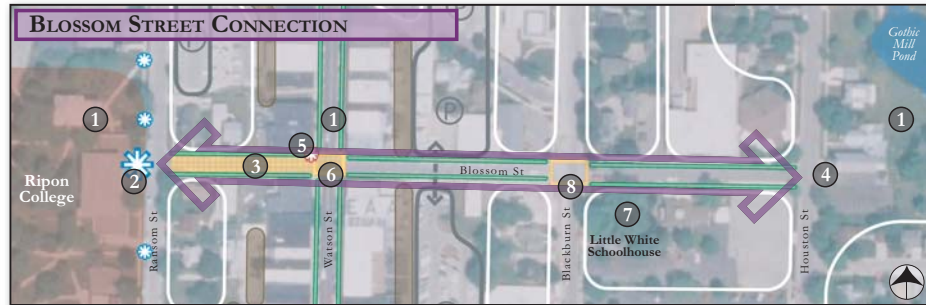 BLOSSOM STREET CONNECTION
Gothic
Mill
Pond
P
1
1
1
5
2
3
6
Blossom St
4
8
7
Ripon
College
Little White
Schoolhouse
Ransom St
Watson St
Blackburn St
Houston St